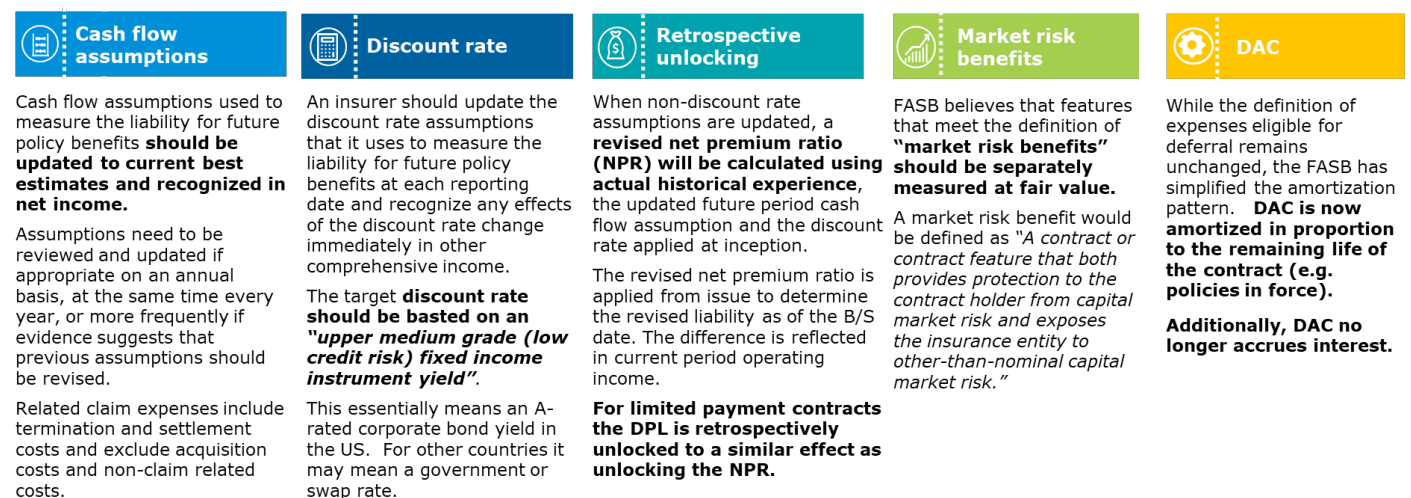 Cash flow
assumptions
Cash flow assumptions used to
measure the liability for future
policy benefits should be
updated to current best
estimates and recognized in
net income.
Assumptions need to be
reviewed and updated if
appropriate on an annual
basis, at the same time every
year, or more frequently if
evidence suggests that
previous assumptions should
be revised.
Related claim expenses include
termination and settlement
costs and exclude acquisition
costs and non-claim related
costs.
Discount rate
An insurer should update the
discount rate assumptions
that it uses to measure the
liability for future policy
benefits at each reporting
date and recognize any effects
of the discount rate change
immediately in other
comprehensive income.
The target discount rate
should be basted on an
“upper medium grade (low
credit risk) fixed income
instrument yield”.
This essentially means an A-
rated corporate bond yield in
the US. For other countries it
may mean a government or
swap rate.
Retrospective
unlocking
When non-discount rate
assumptions are updated, a
revised net premium ratio
(NPR) will be calculated using
actual historical experience,
the updated future period cash
flow assumption and the discount
rate applied at inception.
The revised net premium ratio is
applied from issue to determine
the revised liability as of the B/S
date. The difference is reflected
in current period operating
income.
For limited payment contracts
the DPL is retrospectively
unlocked to a similar effect as
unlocking the NPR.
Market risk
benefits
FASB believes that features
that meet the definition of
“market risk benefits”
should be separately
measured at fair value.
A market risk benefit would
be defined as “A contract or
contract feature that both
provides protection to the
contract holder from capital
market risk and exposes
the insurance entity to
other-than-nominal capital
market risk.”
DAC
While the definition of
expenses eligible for
deferral remains
unchanged, the FASB has
simplified the amortization
pattern. DAC is now
amortized in proportion
to the remaining life of
the contract (e.g.
policies in force).
Additionally, DAC no
longer accrues interest.